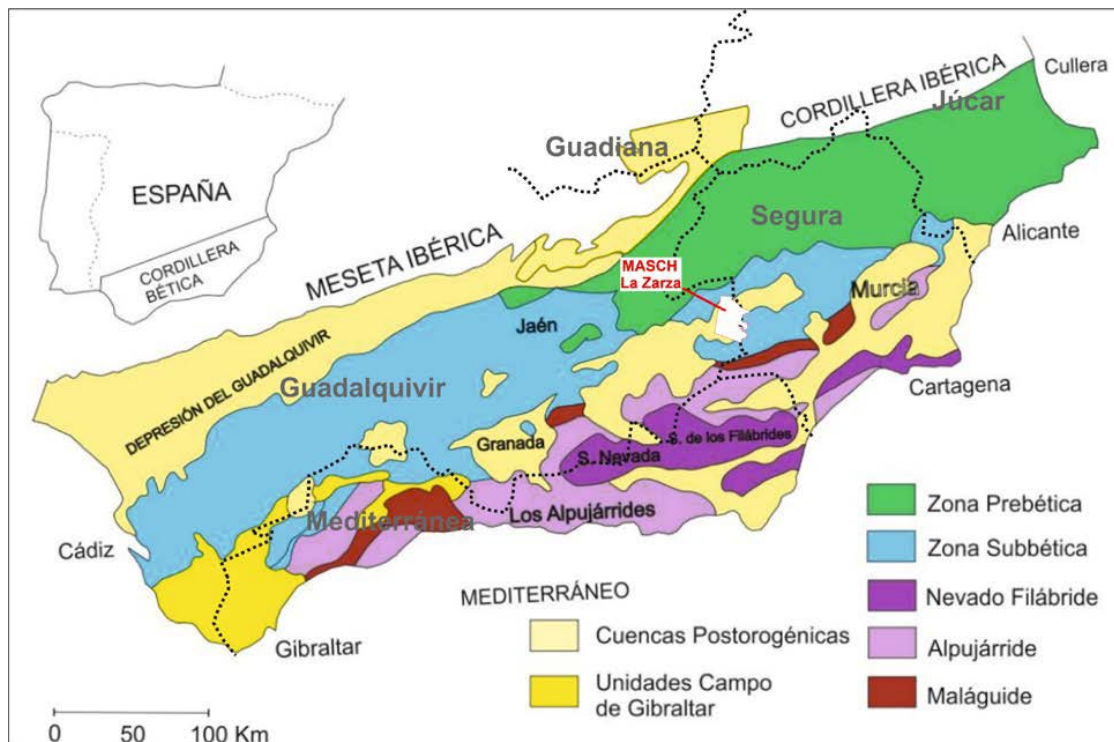 Cullera
CORDILLERA IBÉRICA
Júcar
Guadiana
ESPAÑA
CORDILLERA
BÉTICA
MESETA IBÉRICA
Segura
Alicante
MASCH
La Zarza
Murcia
Jaén
DEPRESIÓN DEL GUADALQUIVIR
Guadalquivir
Cartagena
Granada
S. de los Filábrides
S. Nevada
Mediterránea
Los Alpujárrides
Cádiz
Gibraltar
MEDITERRÁNEO
Cuencas Postorogénicas
Unidades Campo
de Gibraltar
Zona Prebética
Zona Subbética
Nevado Filábride
Alpujárride
Maláguide
0 50 100 Km